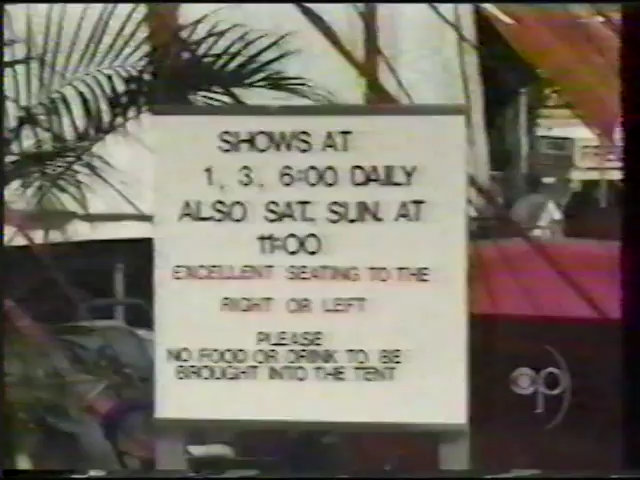 SHOWS AT
1, 3, 6:00 DAILY
ALSO SAT. SUN. AT
11:00
EXCELLENT SEATING TO THE
RIGHT OR LEFT
PLEASE
NO FOOD OR DRINK TO BE
BROUGHT INTO THE TENT
op